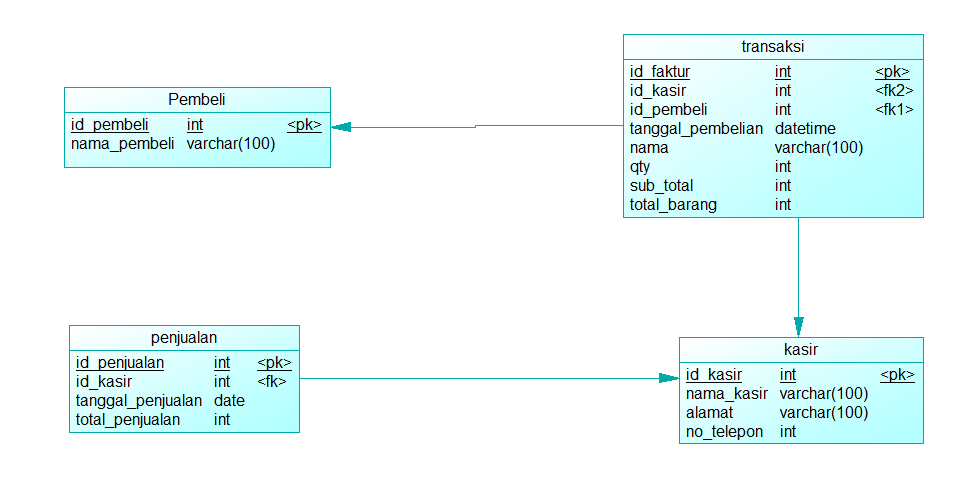 transaksi
id_faktur int <pk>
id_kasir int <fk2>
id_pembeli int <fk1>
tanggal_pembelian datetime
nama varchar(100)
qty int
sub_total int
total_barang int
Pembeli
id_pembeli int <pk>
nama_pembeli varchar(100)
penjualan
id_penjualan int <pk>
id_kasir int <fk>
tanggal_penjualan date
total_penjualan int
kasir
id_kasir int <pk>
nama_kasir varchar(100)
alamat varchar(100)
no_telepon int